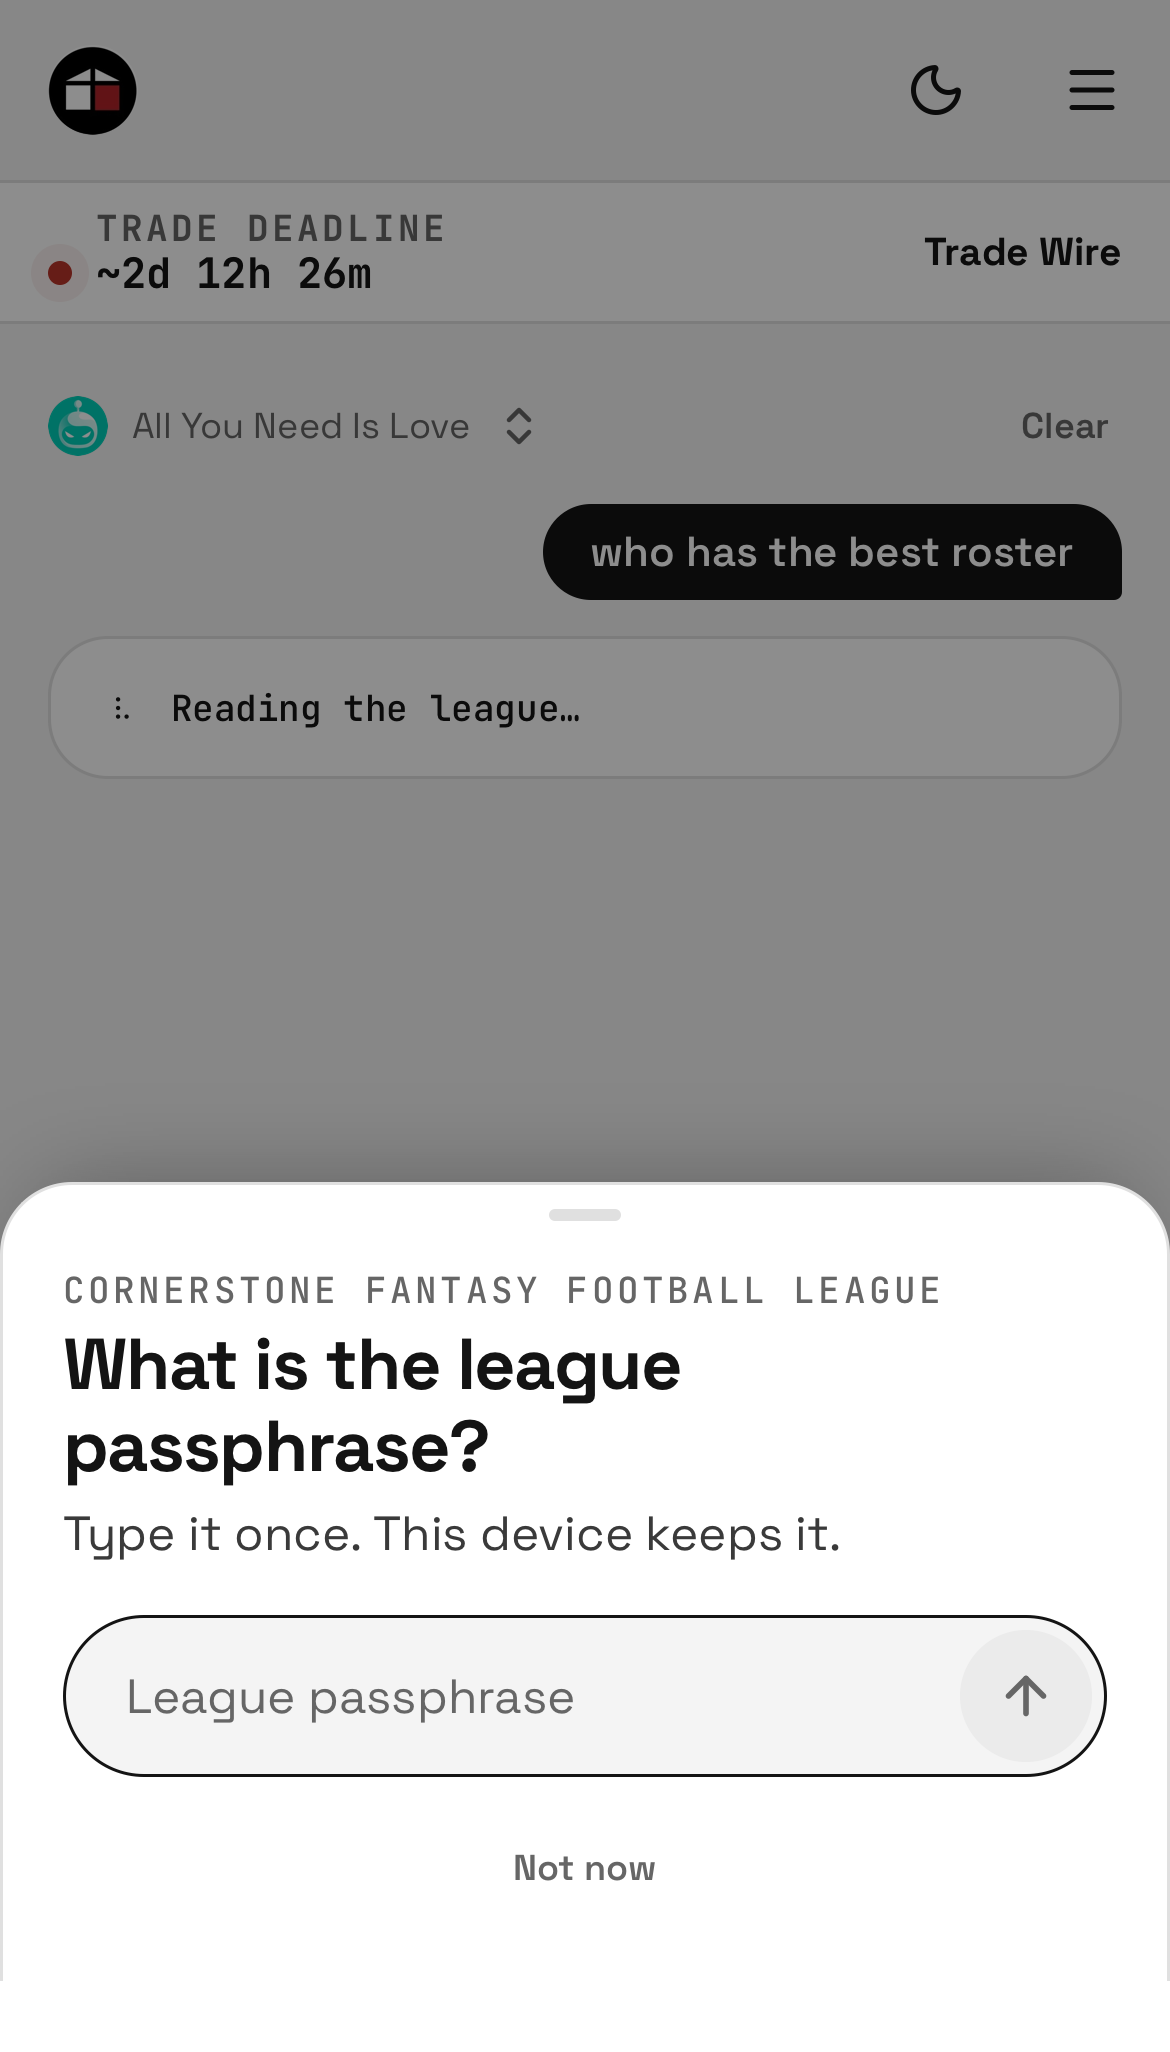 TRADE DEADLINE
~2d 12h 26m
Trade Wire
All You Need Is Love
Clear
who has the best roster
Reading the league…
CORNERSTONE FANTASY FOOTBALL LEAGUE
What is the league
passphrase?
Type it once. This device keeps it.
League passphrase
Not now